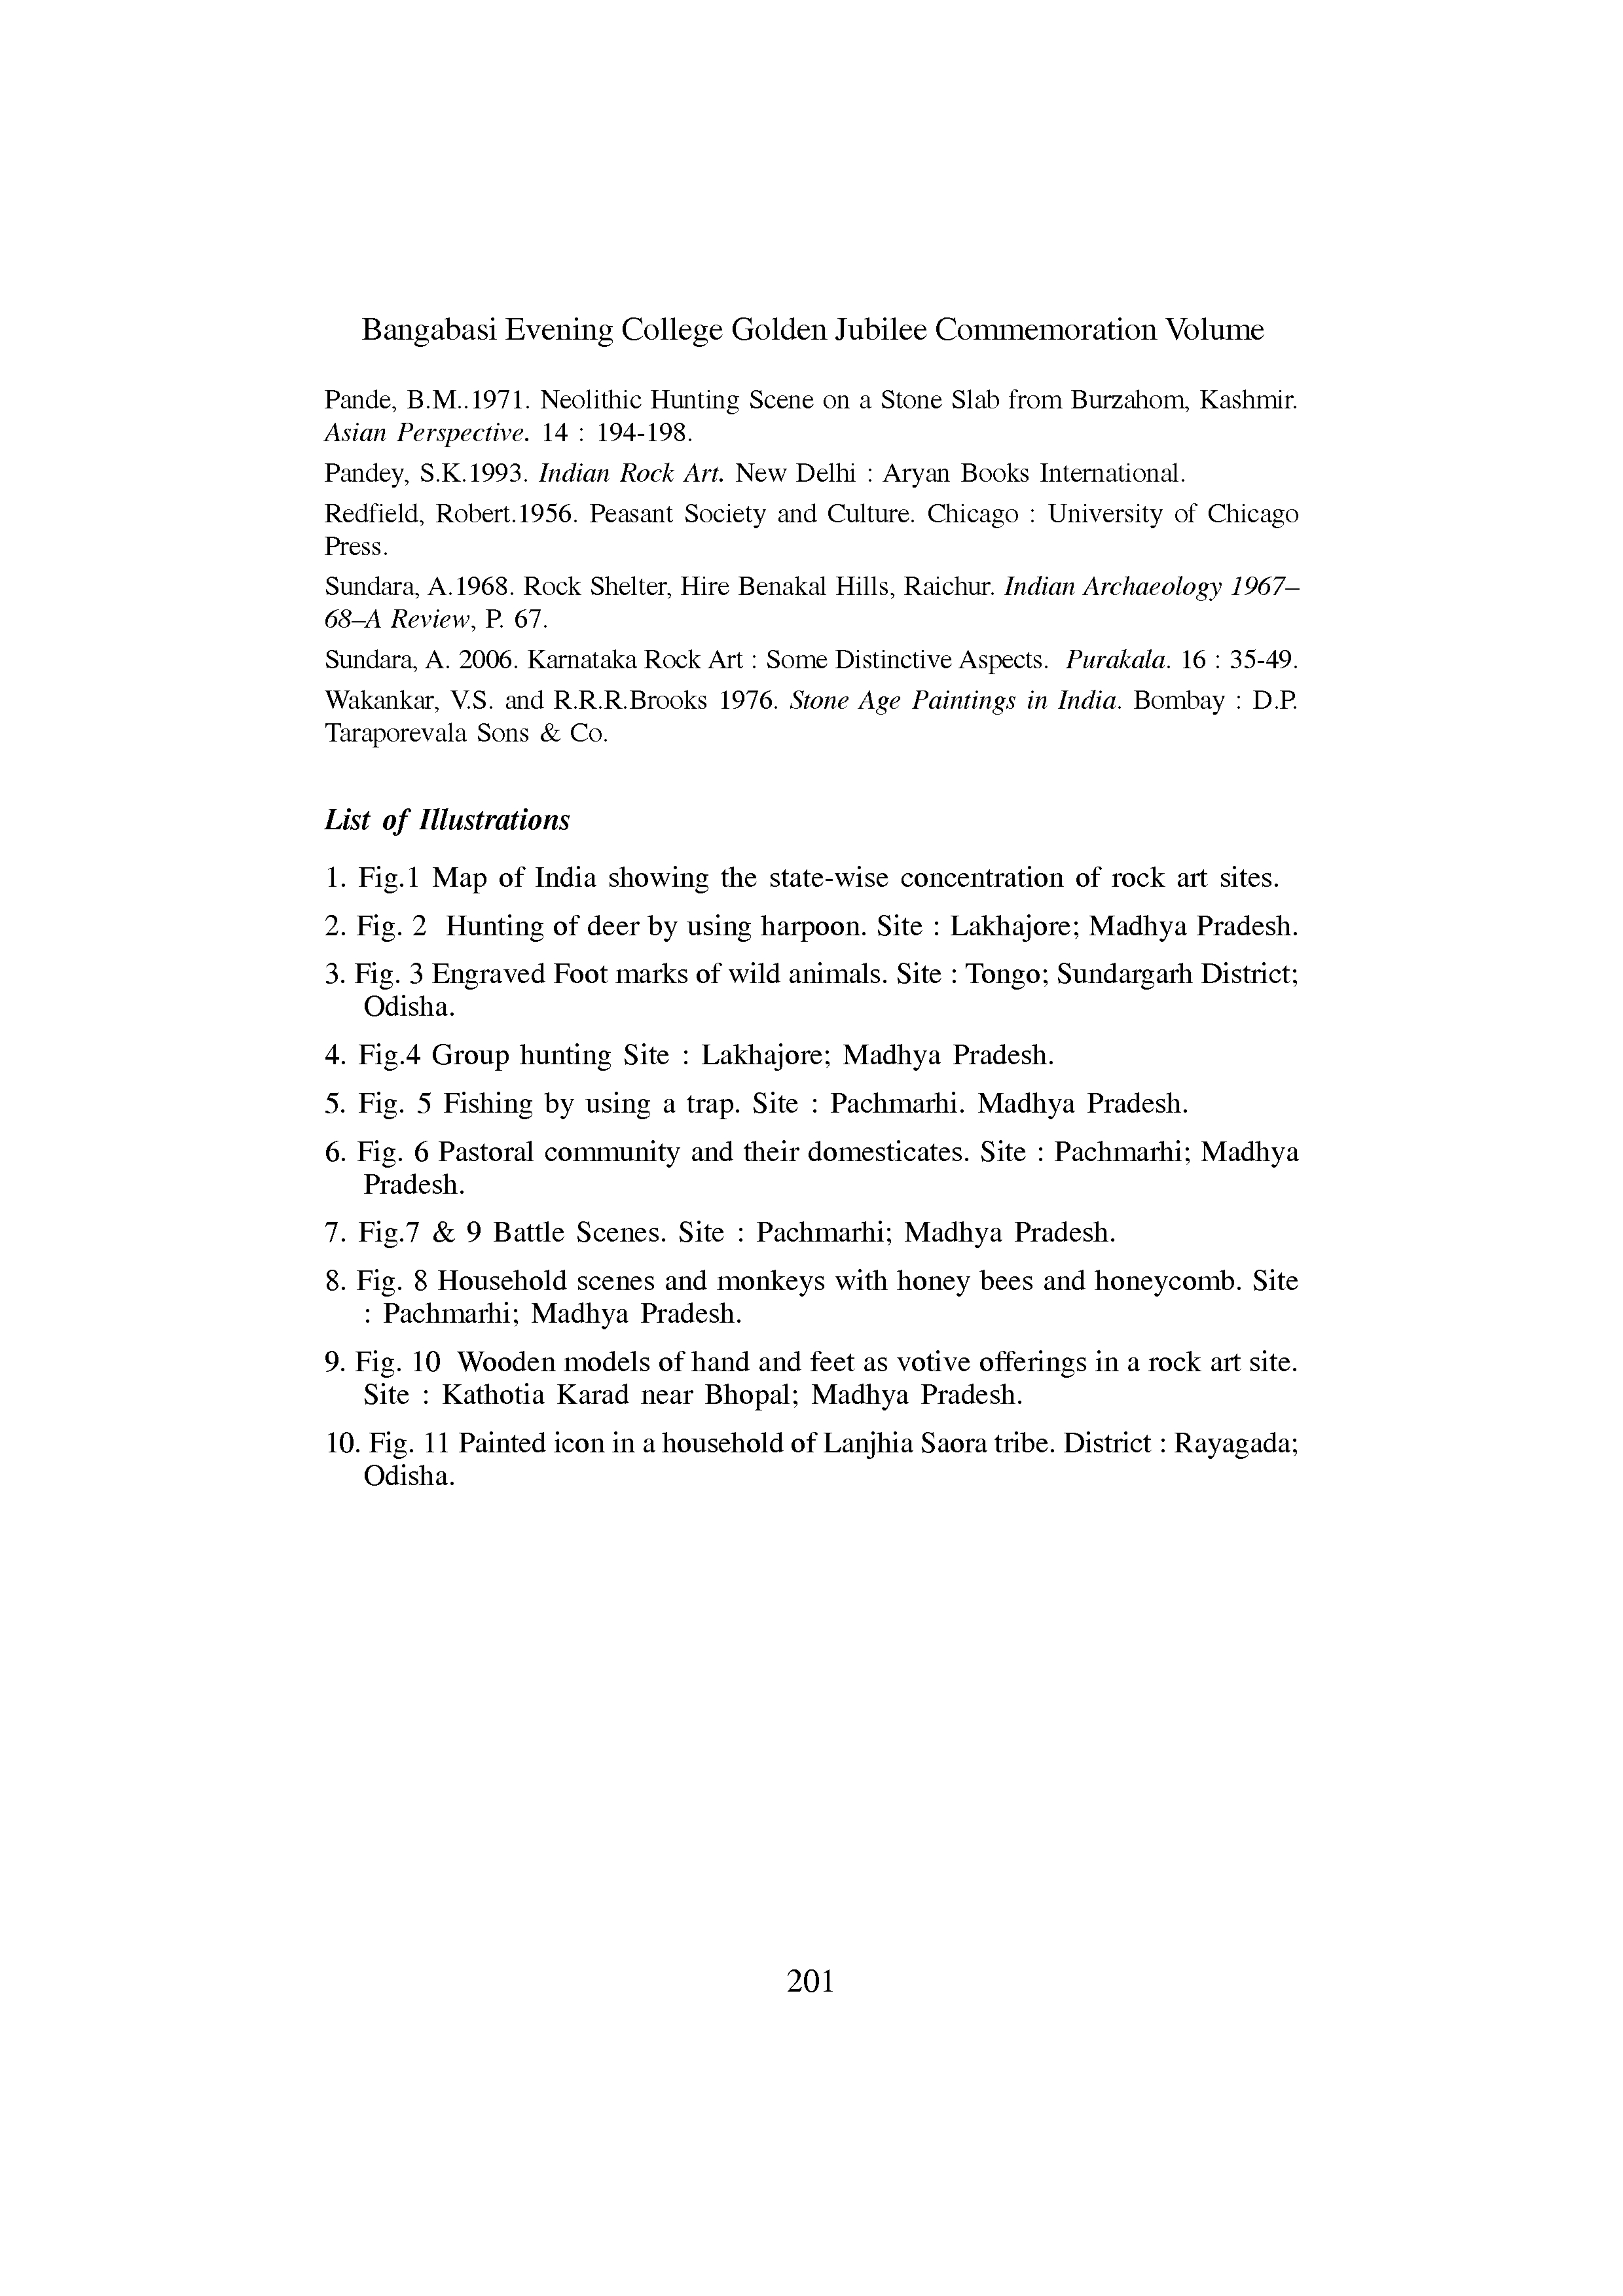 Bangabasi Evening College Golden Jubilee Commemoration Volume
Pande, B.M..1971. Neolithic Hunting Scene on a Stone Slab from Burzahom, Kashmir.
Asian Perspective. 14 : 194-198.
Pandey, S.K.1993. Indian Rock Art. New Delhi : Aryan Books International.
Redfield, Robert.1956. Peasant Society and Culture. Chicago : University of Chicago
Press.
Sundara, A.1968. Rock Shelter, Hire Benakal Hills, Raichur. Indian Archaeology 1967–
68–A Review, P. 67.
Sundara, A. 2006. Karnataka Rock Art : Some Distinctive Aspects. Purakala. 16 : 35-49.
Wakankar, V.S. and R.R.R.Brooks 1976. Stone Age Paintings in India. Bombay : D.P.
Taraporevala Sons & Co.
List of Illustrations
1. Fig.1 Map of India showing the state-wise concentration of rock art sites.
2. Fig. 2 Hunting of deer by using harpoon. Site : Lakhajore; Madhya Pradesh.
3. Fig. 3 Engraved Foot marks of wild animals. Site : Tongo; Sundargarh District;
Odisha.
4. Fig.4 Group hunting Site : Lakhajore; Madhya Pradesh.
5. Fig. 5 Fishing by using a trap. Site : Pachmarhi. Madhya Pradesh.
6. Fig. 6 Pastoral community and their domesticates. Site : Pachmarhi; Madhya
Pradesh.
7. Fig.7 & 9 Battle Scenes. Site : Pachmarhi; Madhya Pradesh.
8. Fig. 8 Household scenes and monkeys with honey bees and honeycomb. Site
: Pachmarhi; Madhya Pradesh.
9. Fig. 10 Wooden models of hand and feet as votive offerings in a rock art site.
Site : Kathotia Karad near Bhopal; Madhya Pradesh.
10. Fig. 11 Painted icon in a household of Lanjhia Saora tribe. District : Rayagada;
Odisha.
201